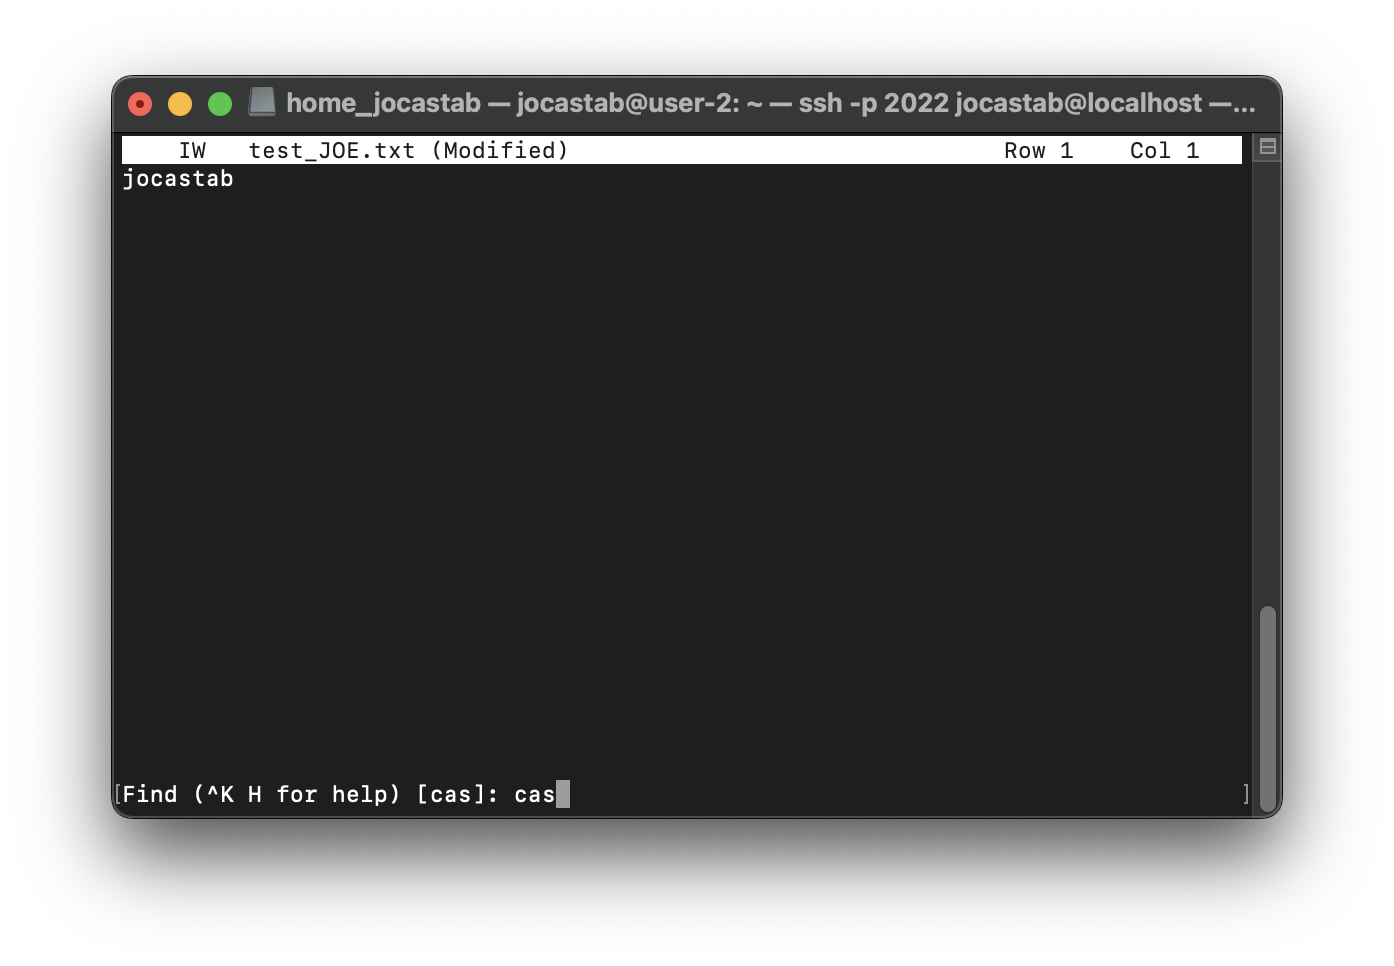 home_jocastab — jocastab@user-2: ~ — ssh -p 2022 jocastab@localhost —...
IW test_JOE.txt (Modified) Row 1 Col 1
jocastab
[Find (^K H for help) [cas]: cas ]